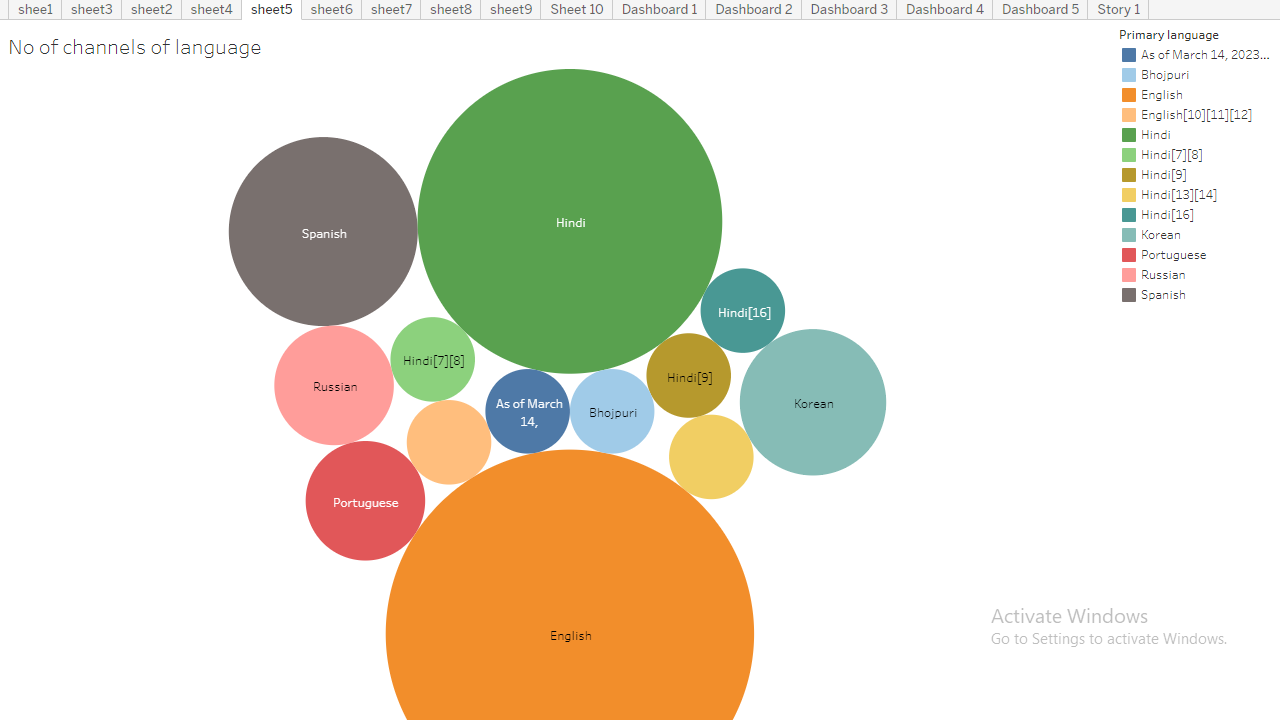 shee1 sheet3 sheet2 sheet4 sheet5 sheet6 sheet7 sheet8 sheet9 Sheet 10 Dashboard 1 Dashboard 2 Dashboard 3 Dashboard 4 Dashboard 5 Story 1
No of channels of language
Primary language
As of March 14, 2023...
Bhojpuri
English
English[10][11][12]
Hindi
Hindi[7][8]
Hindi[9]
Hindi[13][14]
Hindi[16]
Korean
Portuguese
Russian
Spanish
Hindi
Spanish
Hindi[16]
Hindi[7][8]
Hindi[9]
Russian
As of March
14,
Bhojpuri
Korean
Portuguese
English
Activate Windows
Go to Settings to activate Windows.